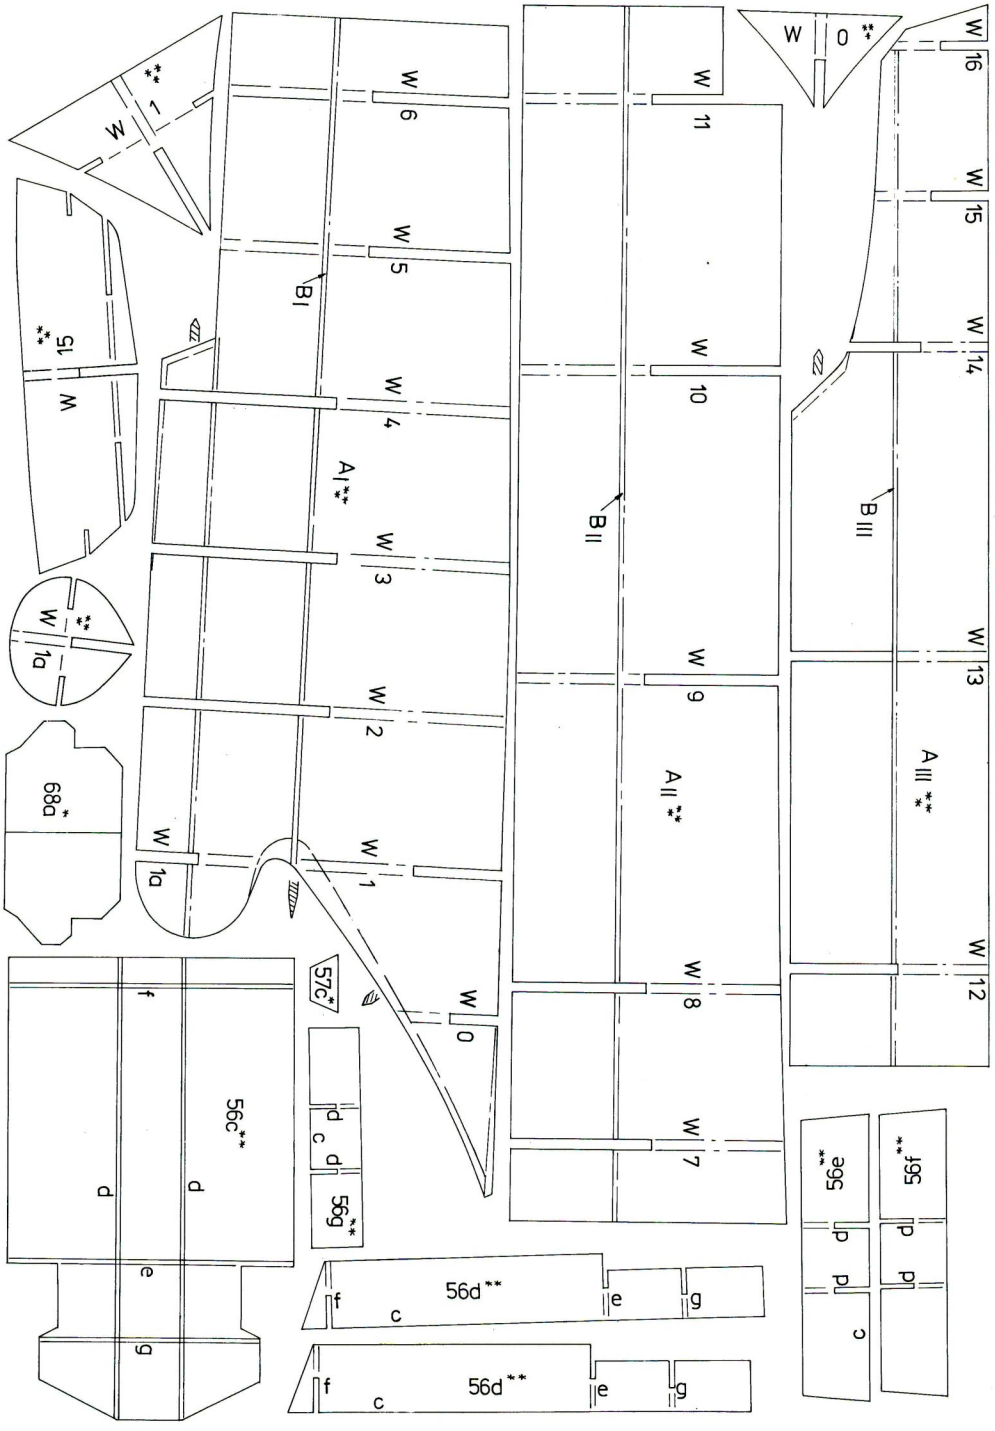 W 16
W 15
W 14
B III
W 13
A III ***
W 12
W 0 **
W 11
W 10
B II
W 9
A II **
*
W 8
W 7
W 6
W 5
B I
W 4
A I **
*
W 3
W 2
W 1
W 1a
W 0
W 1 **
15 **
W
W 1a **
68a *
57c *
56c **
f
d
d
e
g
d
c
d
56g **
56e **
d
d
c
56f **
d
d
56d **
f
c
e
g
56d **
f
c
e
g